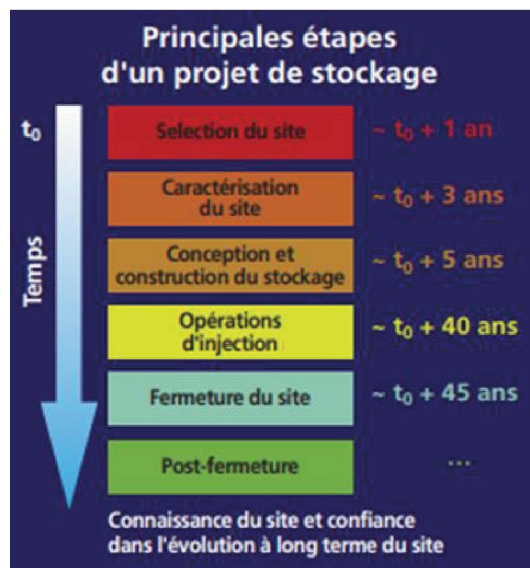 Principales étapes
d'un projet de stockage
t0
Selection du site
~ t0 + 1 an
Caractérisation
du site
~ t0 + 3 ans
Conception et
construction du stockage
~ t0 + 5 ans
Opérations
d'injection
~ t0 + 40 ans
Fermeture du site
~ t0 + 45 ans
Post-fermeture
...
Temps
Connaissance du site et confiance
dans l'évolution à long terme du site